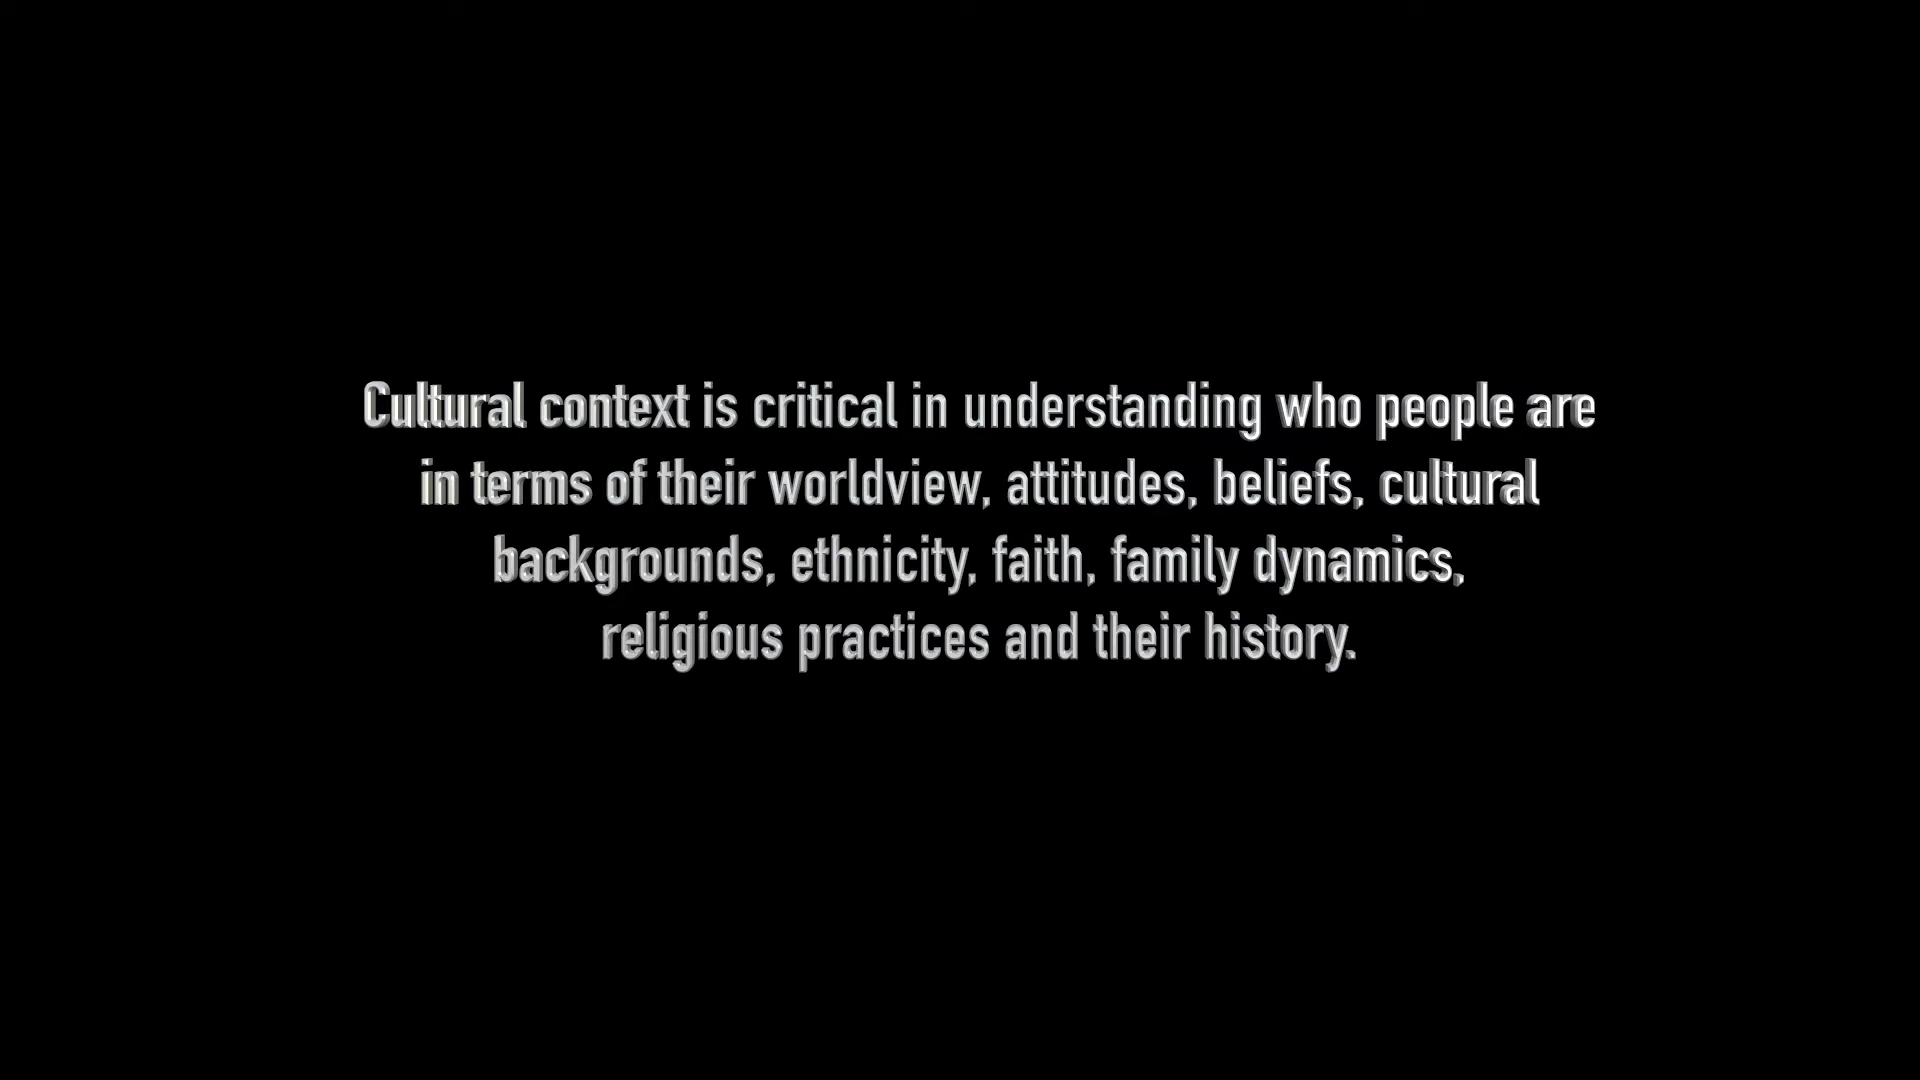 Cultural context is critical in understanding who people are
in terms of their worldview, attitudes, beliefs, cultural
backgrounds, ethnicity, faith, family dynamics,
religious practices and their history.